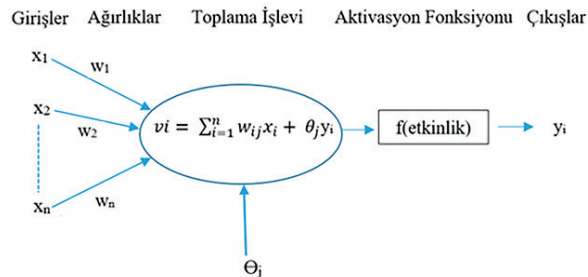 Girişler Ağırlıklar Toplama İşlevi Aktivasyon Fonksiyonu Çıkışlar
x₁
w₁
x₂
w₂
vi = ∑ⁿᵢ₌₁ wᵢⱼxᵢ + θⱼyᵢ
f(etkinlik)
yᵢ
xₙ
wₙ
Θⱼ